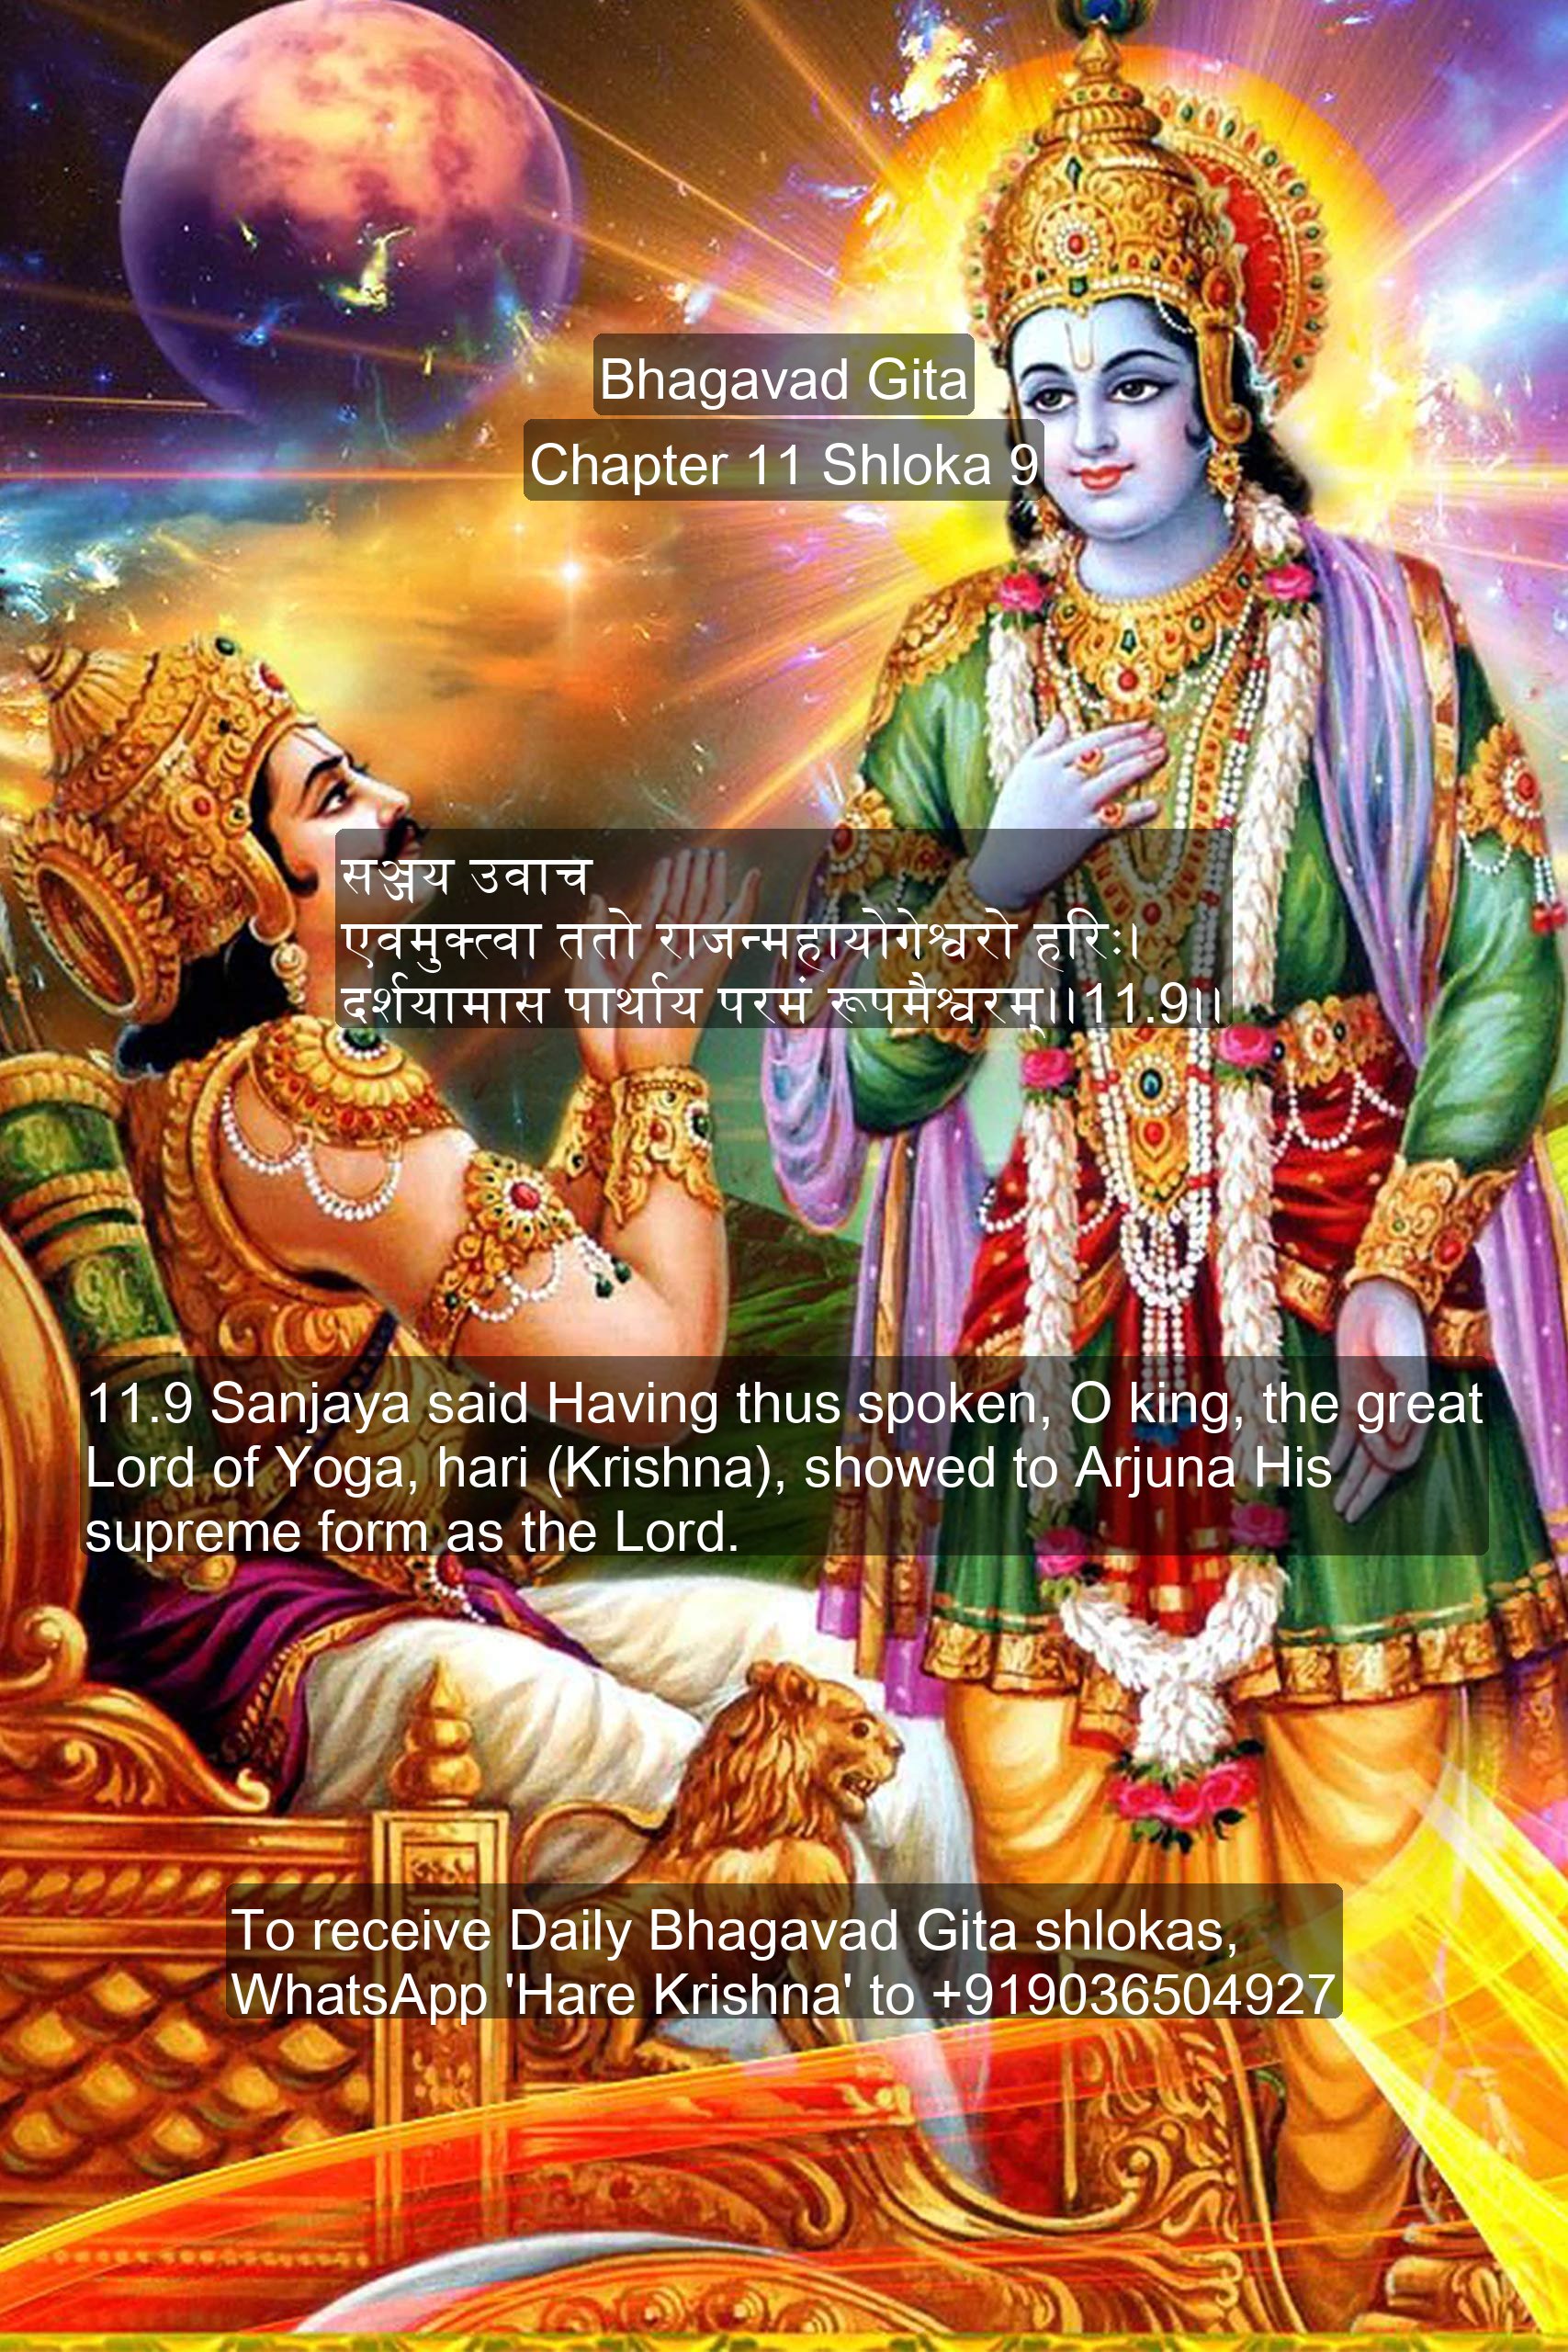 Bhagavad Gita
Chapter 11 Shloka 9
सञ्जय उवाच
एवमुक्त्वा ततो राजन्महायोगेश्वरो हरिः।
दर्शयामास पार्थाय परमं रूपमैश्वरम्।।11.9।।
11.9 Sanjaya said Having thus spoken, O king, the great
Lord of Yoga, hari (Krishna), showed to Arjuna His
supreme form as the Lord.
To receive Daily Bhagavad Gita shlokas,
WhatsApp 'Hare Krishna' to +919036504927